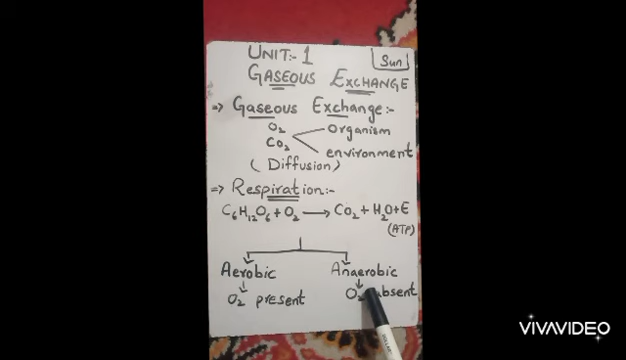 UNIT:- 1
Sun
GASEOUS EXCHANGE
=> Gaseous Exchange:-
O₂
CO₂
Organism
environment
( Diffusion )
=> Respiration:-
C₆H₁₂O₆ + O₂ → CO₂ + H₂O + E
(ATP)
Aerobic Anaerobic
O₂ present O₂ absent
VIVAVIDEO